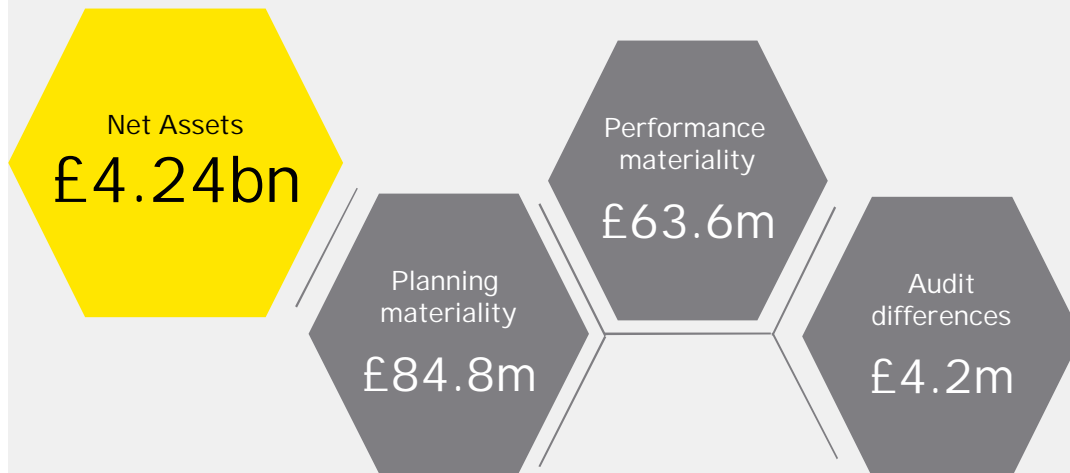 Net Assets
£4.24bn
Planning
materiality
£84.8m
Performance
materiality
£63.6m
Audit
differences
£4.2m